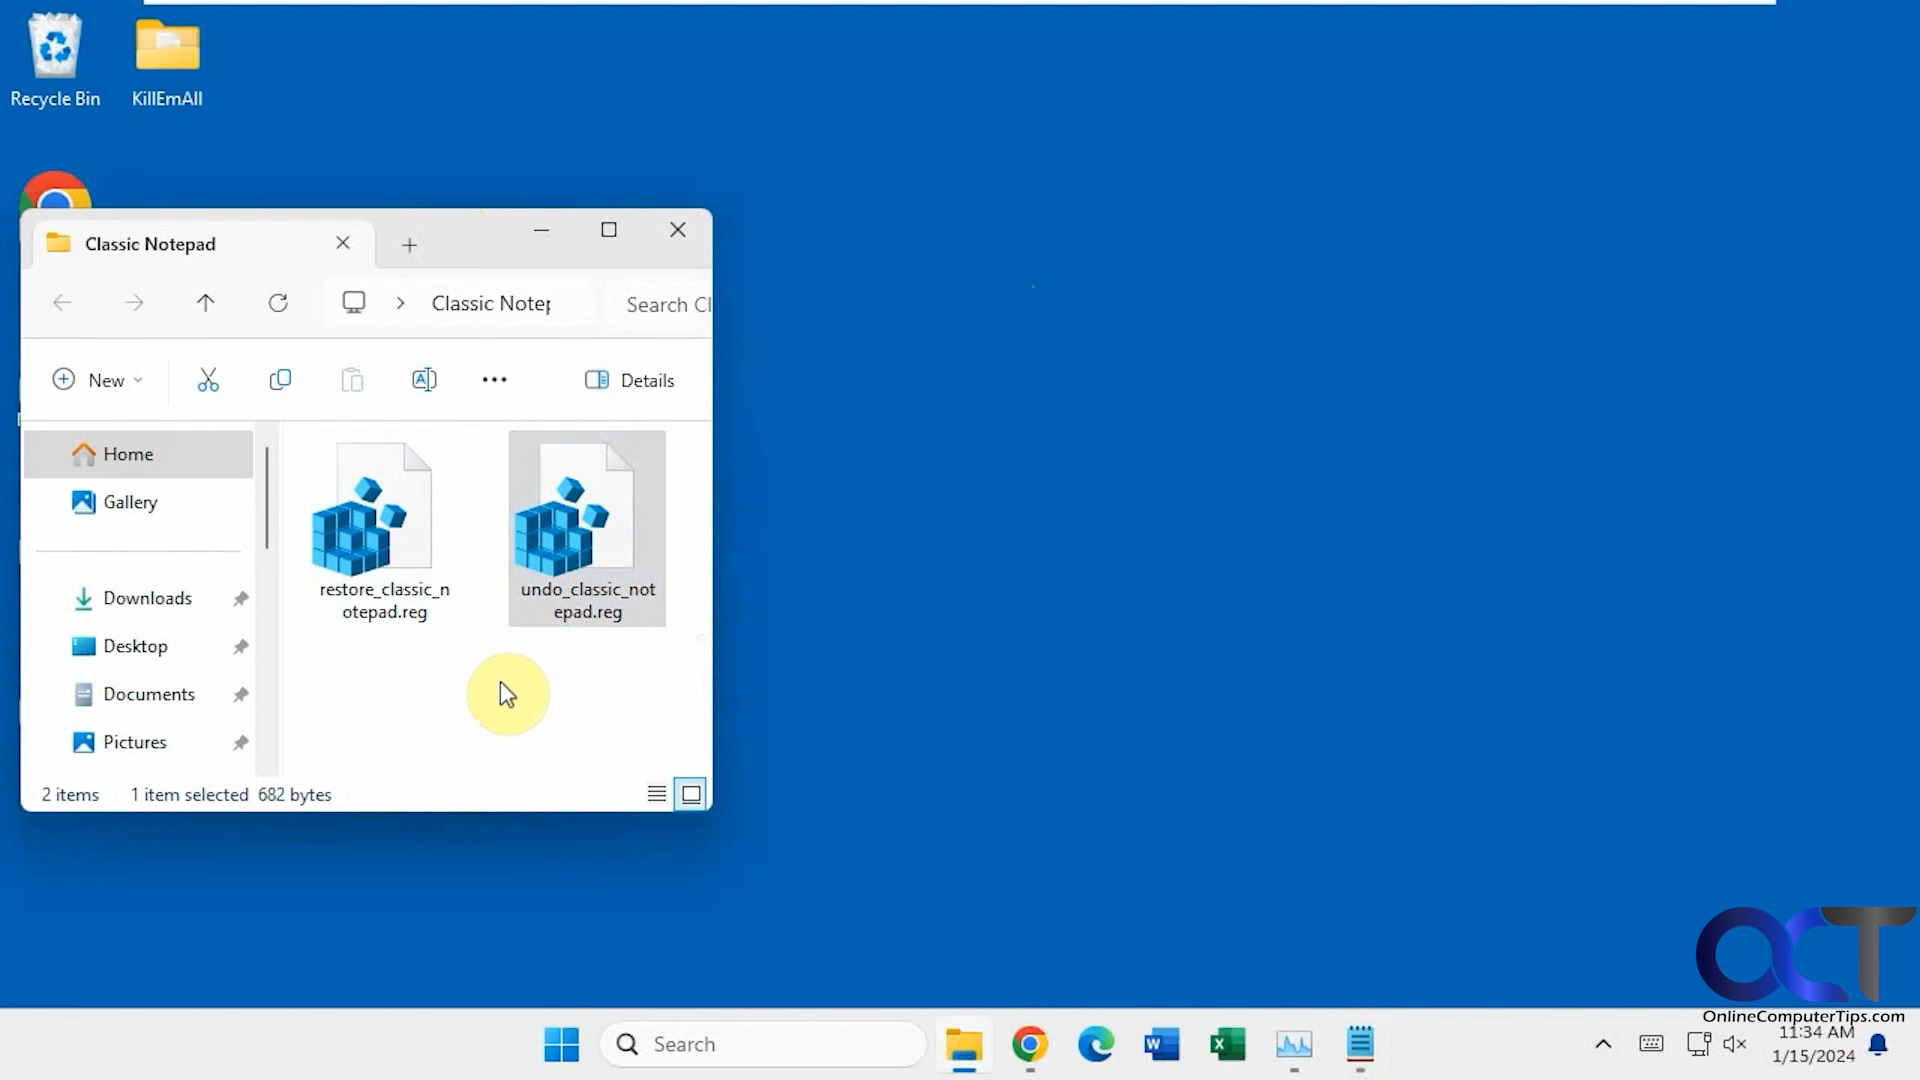 Recycle Bin
KillEmAll
Classic Notepad
Classic Notep
Search Cl
New
Details
Home
Gallery
Downloads
Desktop
Documents
Pictures
restore_classic_n
otepad.reg
undo_classic_not
epad.reg
2 items
1 item selected 682 bytes
OCT
OnlineComputerTips.com
Search
11:34 AM
1/15/2024